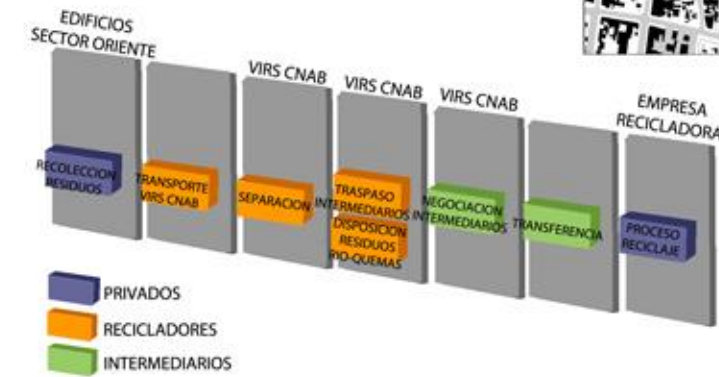 EDIFICIOS
SECTOR ORIENTE
VIRS CNAB
VIRS CNAB
VIRS CNAB
EMPRESA
RECICLADORA
RECOLECCION
RESIDUOS
TRANSPORTE
VIRS CNAB
SEPARACION
TRASPASO
INTERMEDIARIOS
DISPOSICION
RESIDUOS
RIO-QUEMAS
NEGOCIACION
INTERMEDIARIOS
TRANSFERENCIA
PROCESO
RECICLAJE
PRIVADOS
RECICLADORES
INTERMEDIARIOS